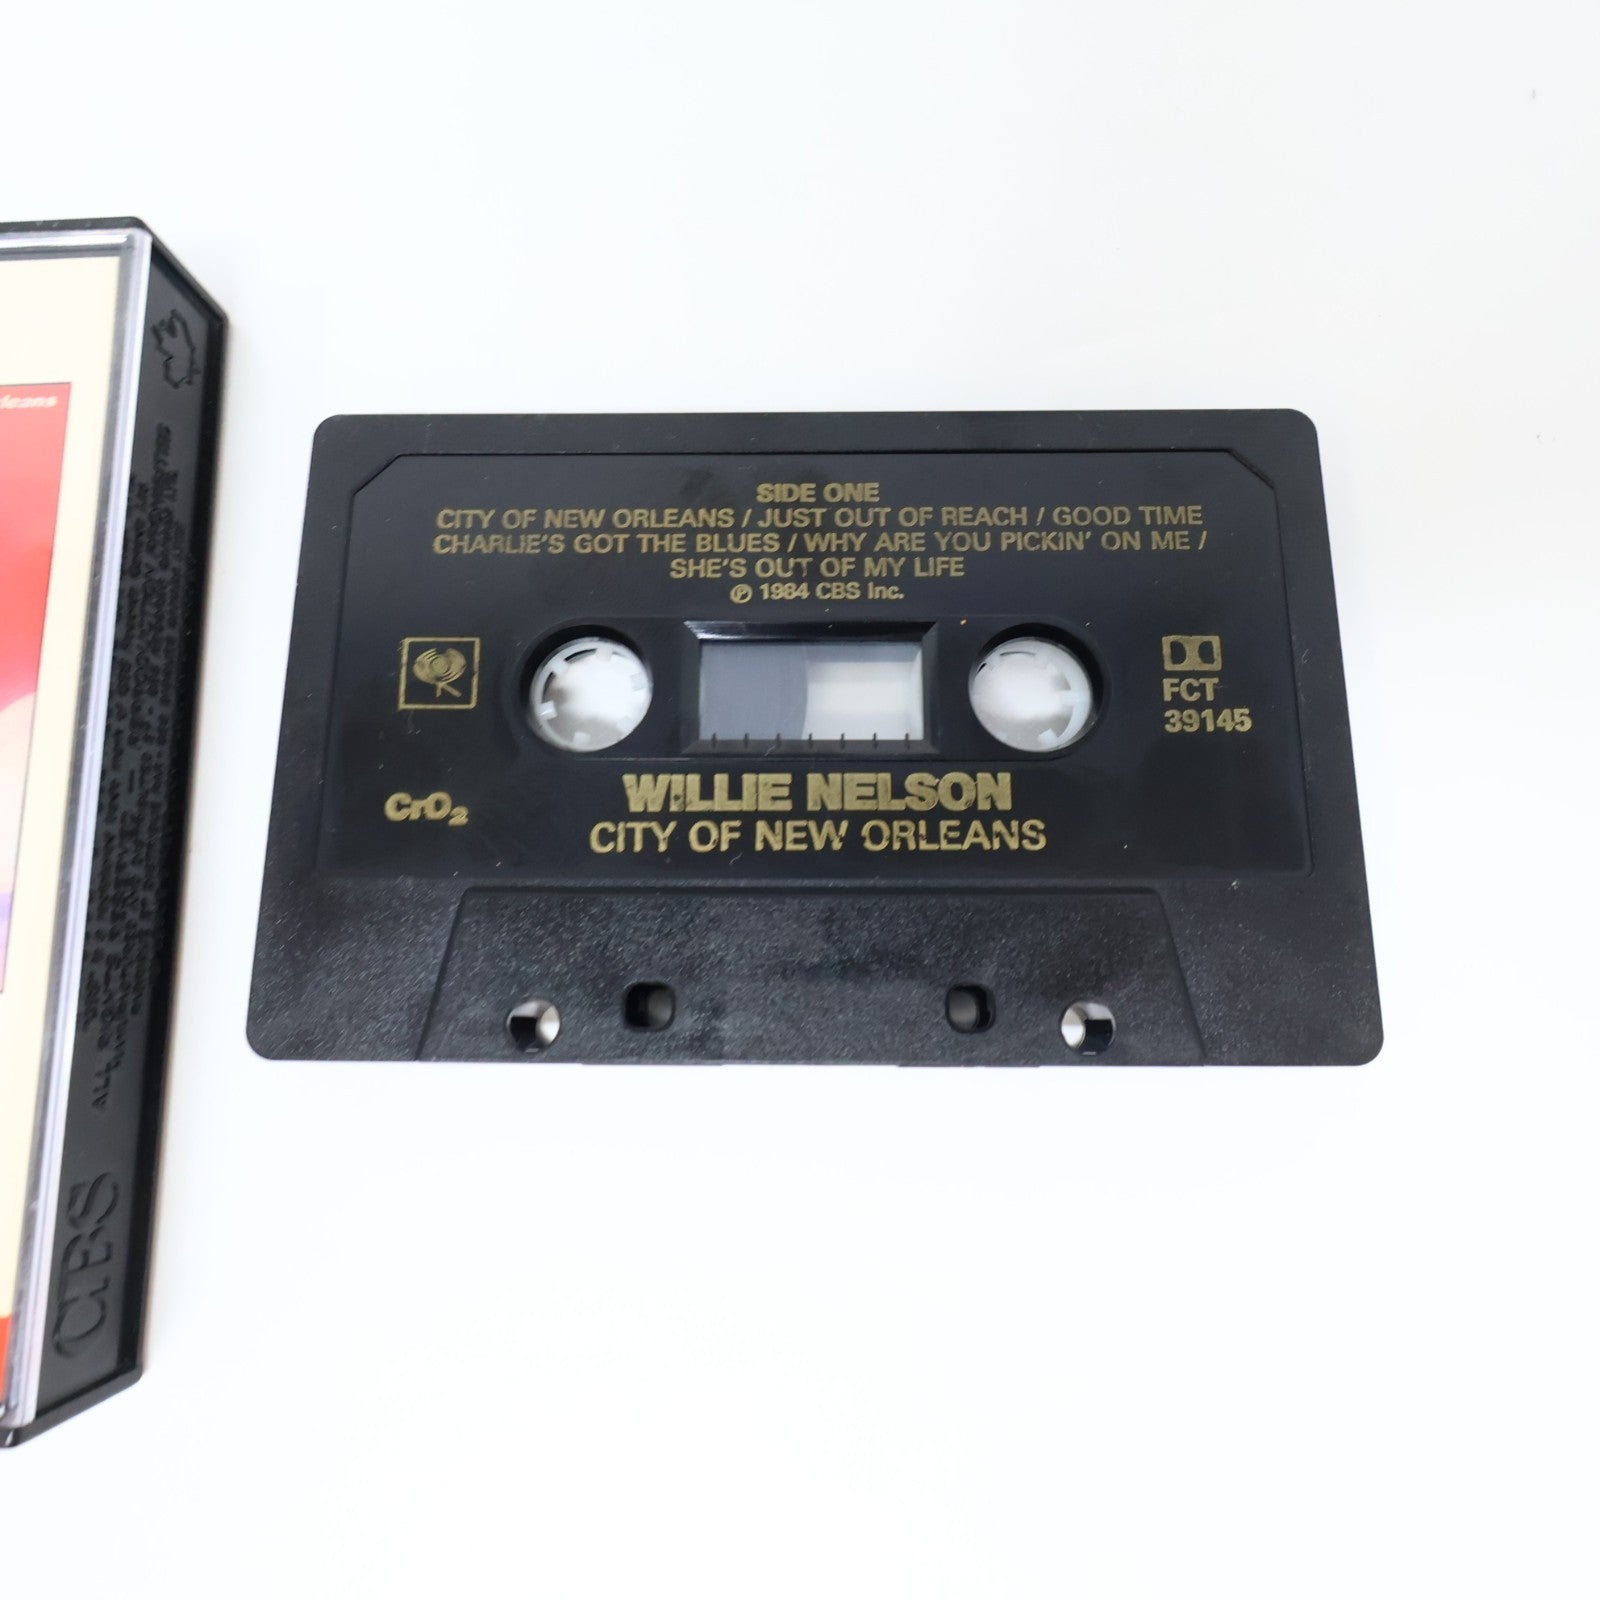 leans
CBS
SIDE ONE
CITY OF NEW ORLEANS / JUST OUT OF REACH / GOOD TIME
CHARLIE'S GOT THE BLUES / WHY ARE YOU PICKIN' ON ME /
SHE'S OUT OF MY LIFE
℗ 1984 CBS Inc.
FCT
39145
CrO₂
WILLIE NELSON
CITY OF NEW ORLEANS